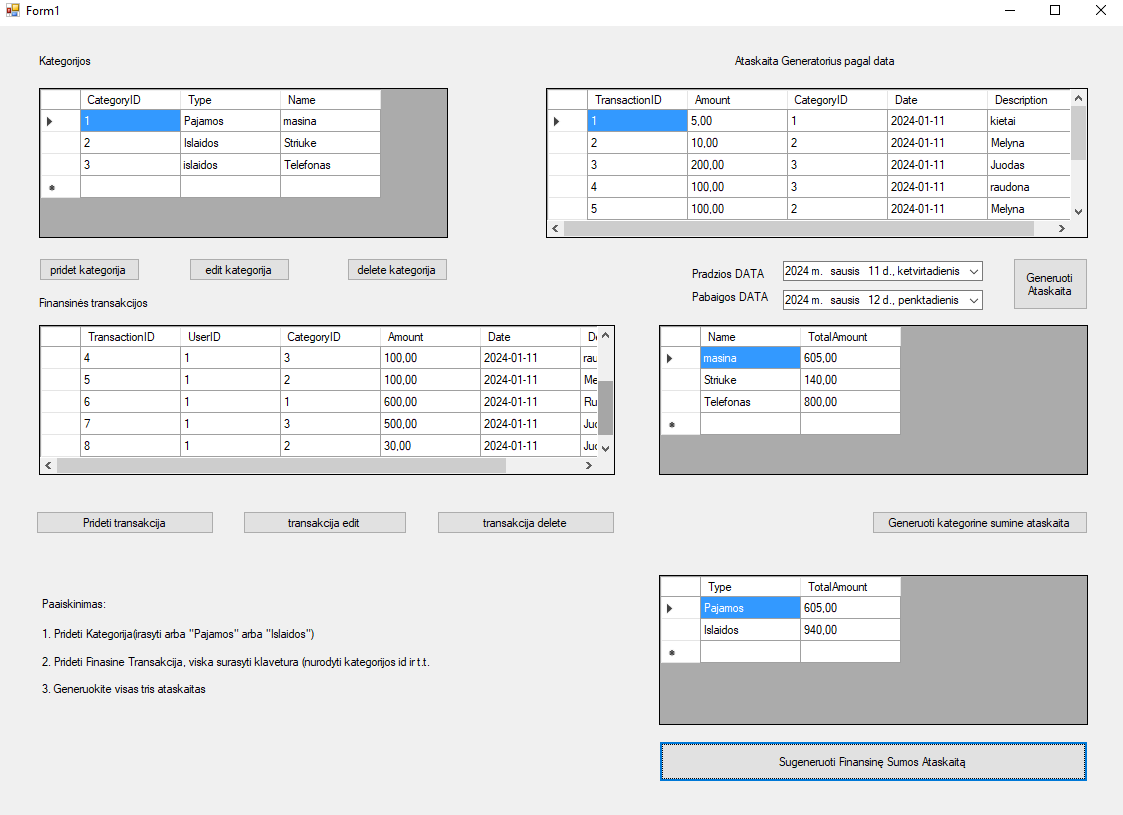 Form1
Kategorijos
CategoryID Type Name
1 Pajamos masina
2 Islaidos Striuke
3 islaidos Telefonas
pridet kategorija edit kategorija delete kategorija
Ataskaita Generatorius pagal data
TransactionID Amount CategoryID Date Description
1 5,00 1 2024-01-11 kietai
2 10,00 2 2024-01-11 Melyna
3 200,00 3 2024-01-11 Juodas
4 100,00 3 2024-01-11 raudona
5 100,00 2 2024-01-11 Melyna
Pradzios DATA 2024 m. sausis 11 d., ketvirtadienis
Pabaigos DATA 2024 m. sausis 12 d., penktadienis
Generuoti
Ataskaita
Finansinės transakcijos
TransactionID UserID CategoryID Amount Date
4 1 3 100,00 2024-01-11 rau
5 1 2 100,00 2024-01-11 Me
6 1 1 600,00 2024-01-11 Ru
7 1 3 500,00 2024-01-11 Juo
8 1 2 30,00 2024-01-11 Juo
Prideti transakcija transakcija edit transakcija delete
Name TotalAmount
masina 605,00
Striuke 140,00
Telefonas 800,00
Generuoti kategorine sumine ataskaita
Paaiskinimas:
1. Prideti Kategorija(irasyti arba "Pajamos" arba "Islaidos")
2. Prideti Finasine Transakcija, viska surasyti klavetura (nurodyti kategorijos id ir t.t.
3. Generuokite visas tris ataskaitas
Type TotalAmount
Pajamos 605,00
Islaidos 940,00
Sugeneruoti Finansinę Sumos Ataskaitą